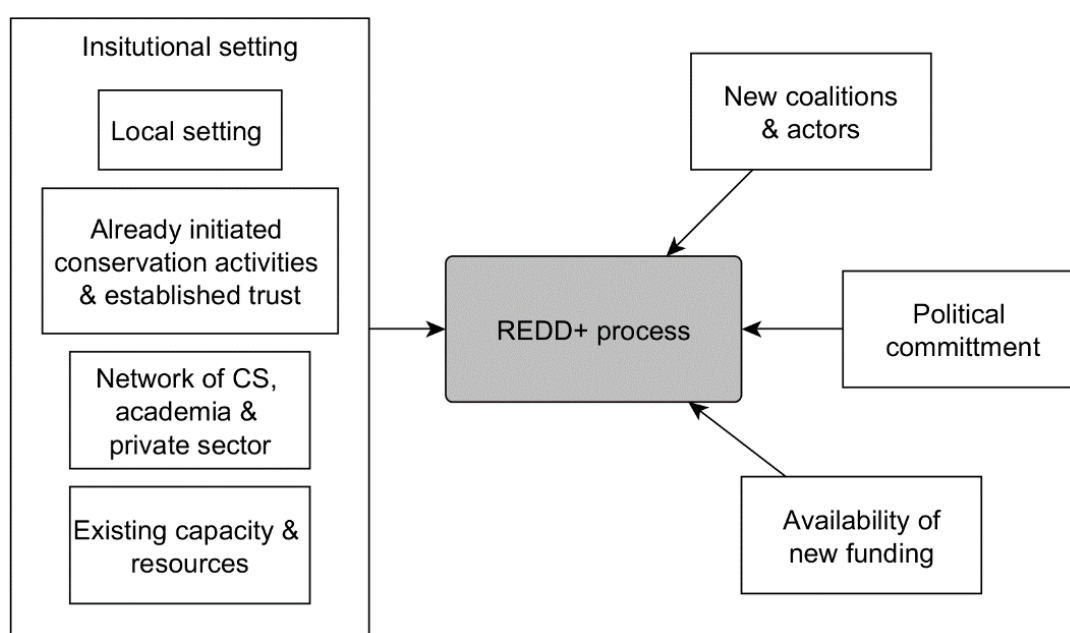 Insitutional setting
Local setting
Already initiated
conservation activities
& established trust
Network of CS,
academia &
private sector
Existing capacity &
resources
REDD+ process
New coalitions
& actors
Political
committment
Availability of
new funding